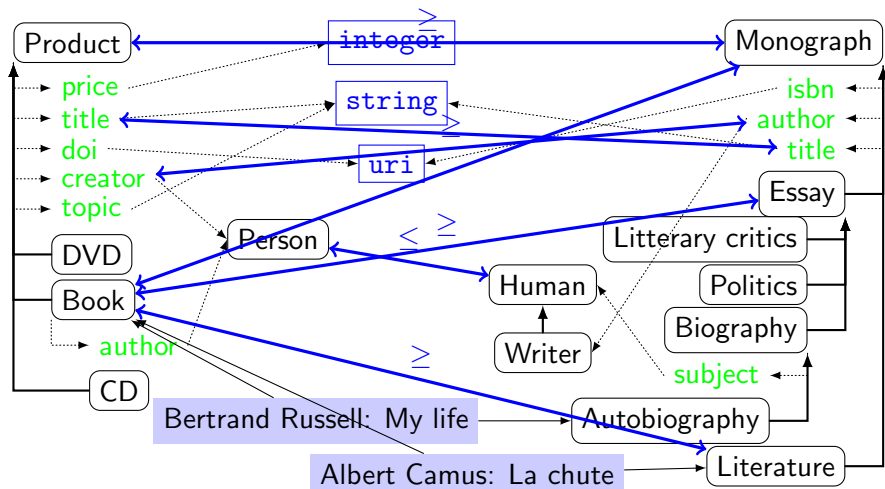 ≥
Product
integer
Monograph
price
isbn
string
title
author
≥
doi
uri
title
creator
topic
Essay
≥
Person
≤
Litterary critics
DVD
Human
Politics
Book
Biography
author
Writer
≥
subject
CD
Bertrand Russell: My life
Autobiography
Albert Camus: La chute
Literature